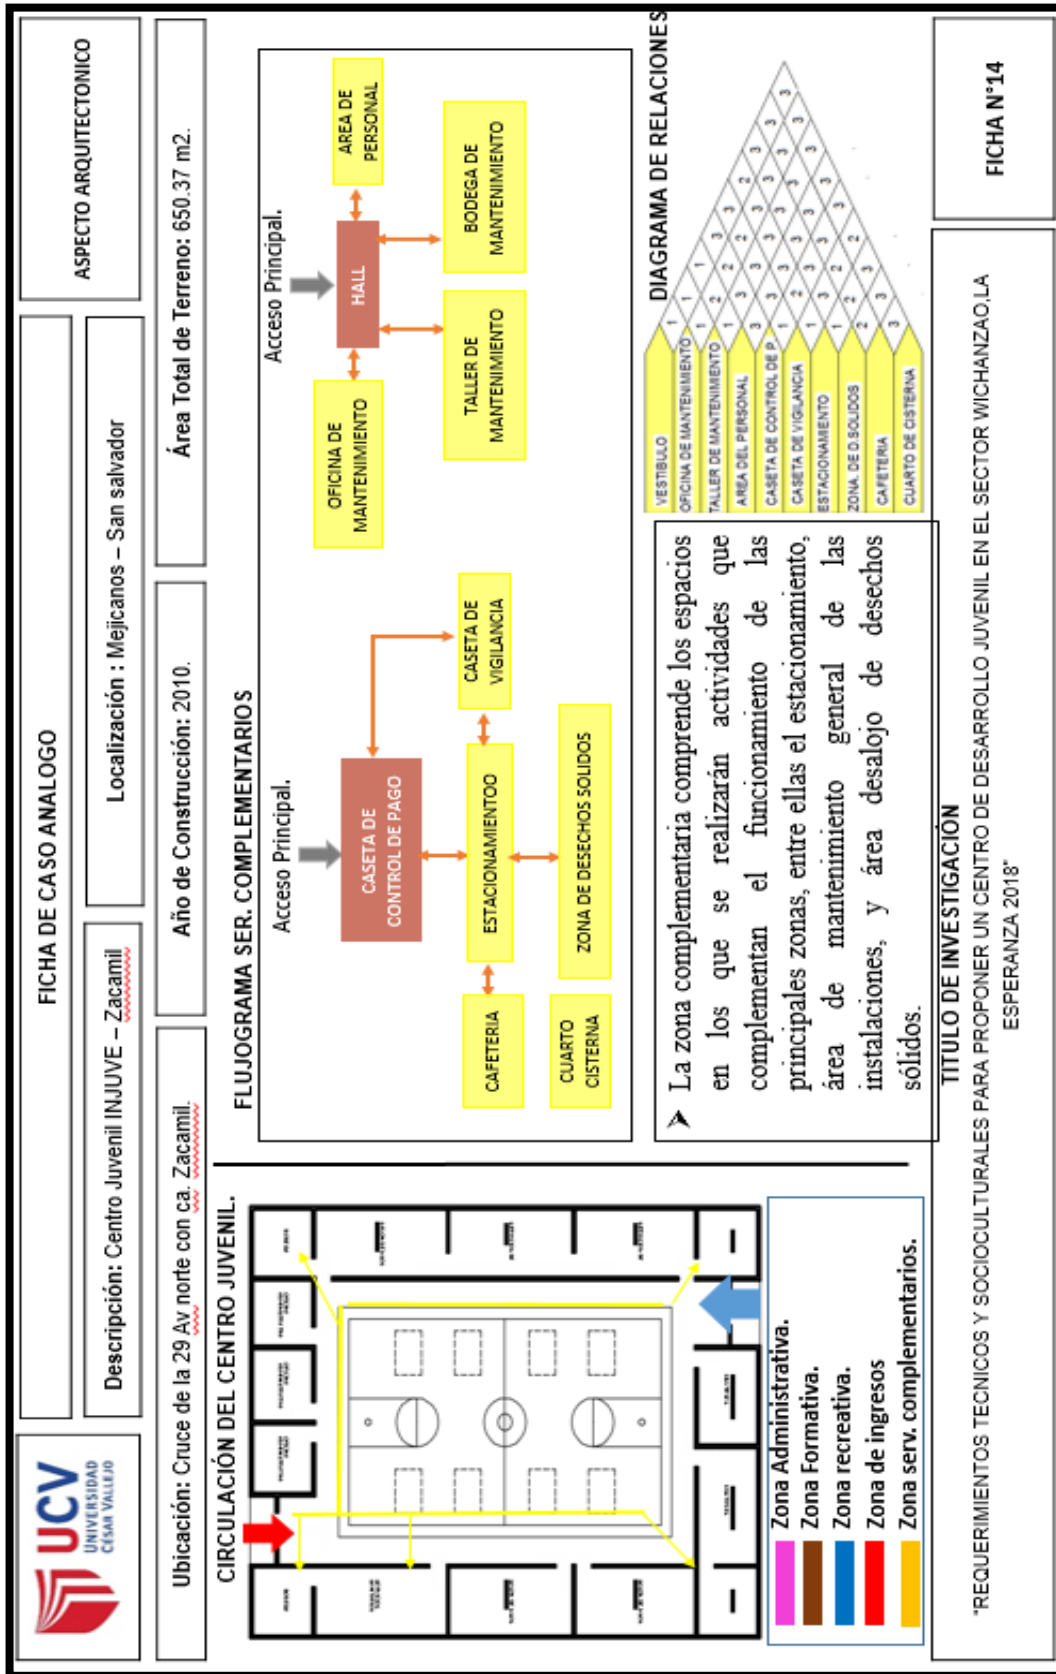 UCV
UNIVERSIDAD
CÉSAR VALLEJO
FICHA DE CASO ANALOGO
ASPECTO ARQUITECTONICO
Descripción: Centro Juvenil INJUVE – Zacamil
Localización : Mejicanos – San salvador
Ubicación: Cruce de la 29 Av norte con ca. Zacamil.
Año de Construcción: 2010.
Área Total de Terreno: 650.37 m2.
CIRCULACIÓN DEL CENTRO JUVENIL.
Zona Administrativa.
Zona Formativa.
Zona recreativa.
Zona de ingresos
Zona serv. complementarios.
FLUJOGRAMA SER. COMPLEMENTARIOS
Acceso Principal.
CASETA DE
CONTROL DE PAGO
CASETA DE
VIGILANCIA
CAFETERIA
ESTACIONAMIENTOO
CUARTO
CISTERNA
ZONA DE DESECHOS SOLIDOS
Acceso Principal.
OFICINA DE
MANTENIMIENTO
HALL
AREA DE
PERSONAL
TALLER DE
MANTENIMIENTO
BODEGA DE
MANTENIMIENTO
➤ La zona complementaria comprende los espacios
en los que se realizarán actividades que
complementan el funcionamiento de las
principales zonas, entre ellas el estacionamiento,
área de mantenimiento general de las
instalaciones, y área desalojo de desechos
sólidos.
DIAGRAMA DE RELACIONES
VESTIBULO
OFICINA DE MANTENIMIENTO
TALLER DE MANTENIMIENTO
AREA DEL PERSONAL
CASETA DE CONTROL DE P
CASETA DE VIGILANCIA
ESTACIONAMIENTO
ZONA. DE D.SOLIDOS
CAFETERIA
CUARTO DE CISTERNA
TITULO DE INVESTIGACIÓN
"REQUERIMIENTOS TECNICOS Y SOCIOCULTURALES PARA PROPONER UN CENTRO DE DESARROLLO JUVENIL EN EL SECTOR WICHANZAO,LA
ESPERANZA 2018"
FICHA N°14